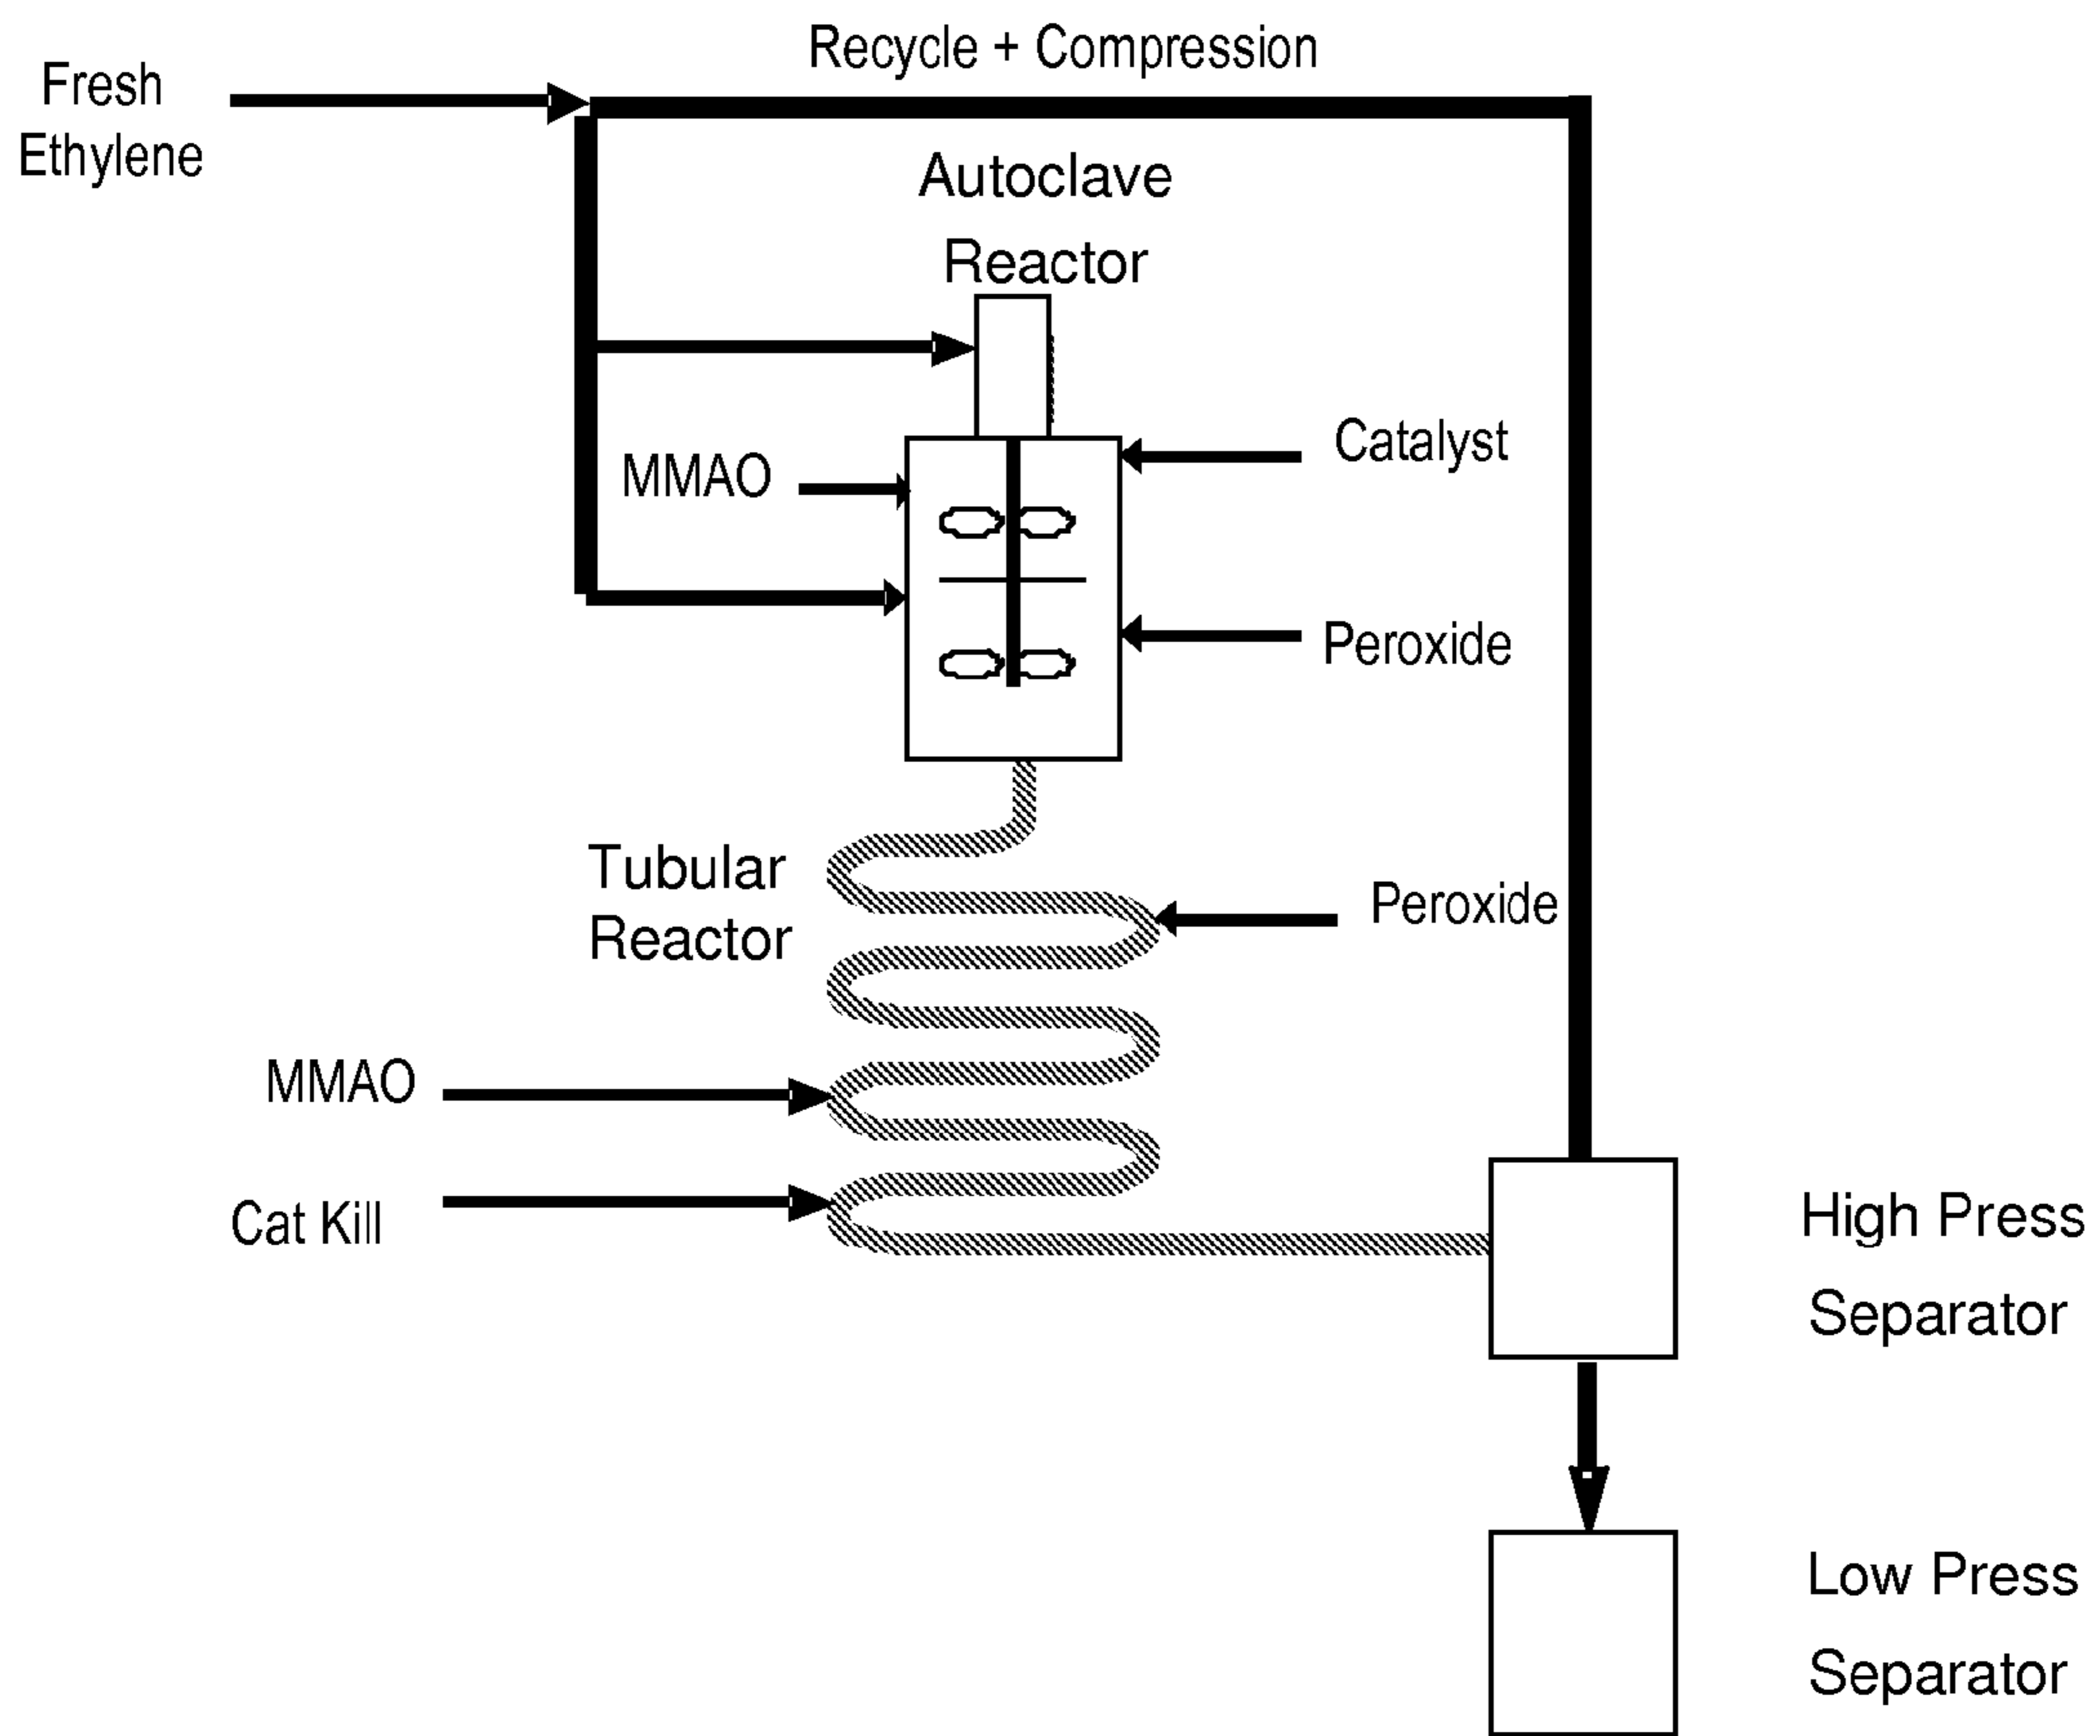 Recycle + Compression
Fresh
Ethylene
Autoclave
Reactor
Catalyst
MMAO
Peroxide
Tubular
Reactor
Peroxide
MMAO
Cat Kill
High Press
Separator
Low Press
Separator